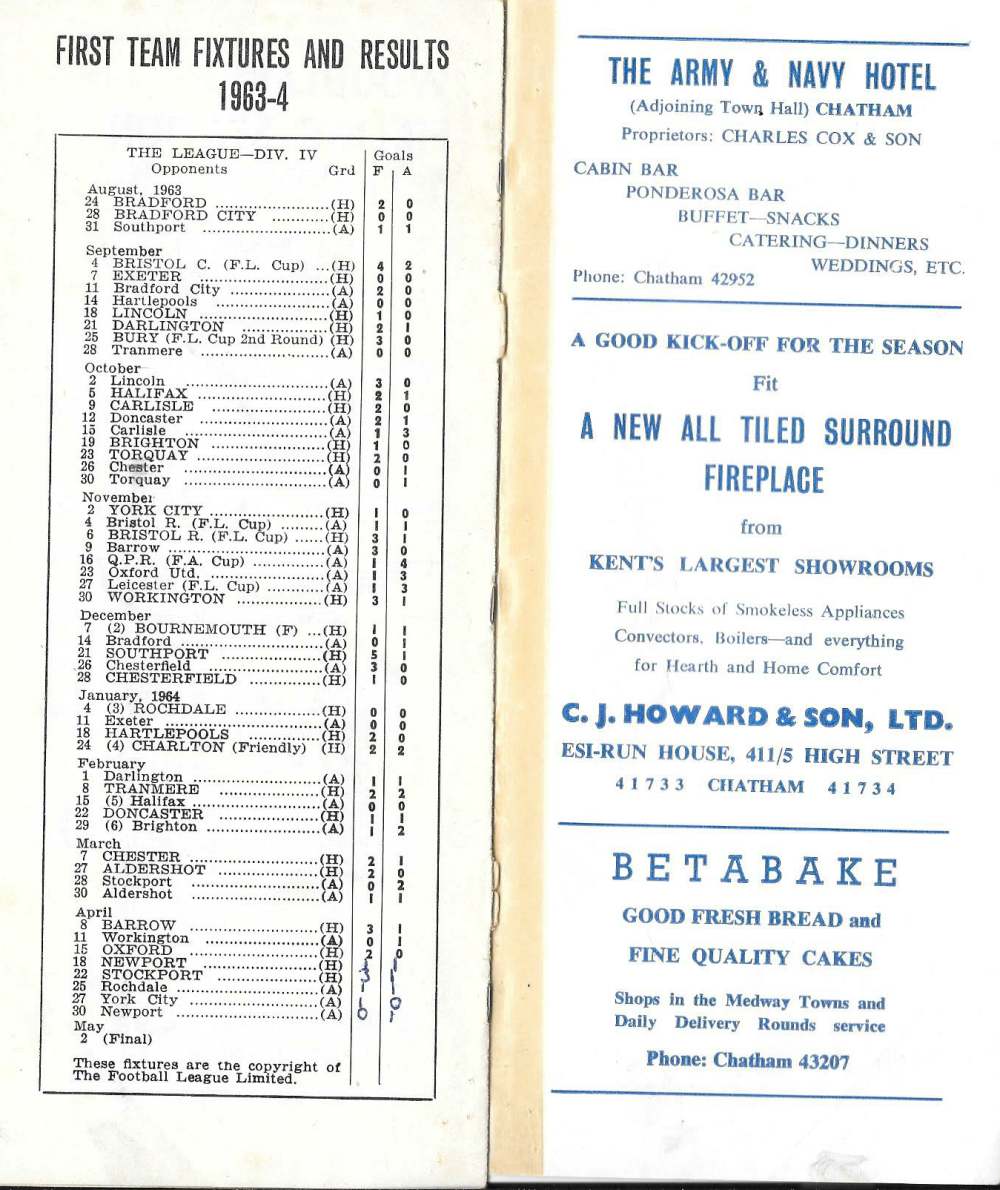 FIRST TEAM FIXTURES AND RESULTS
1963-4
THE LEAGUE—DIV. IV Goals
Opponents Grd F A
August, 1963
24 BRADFORD ........................(H) 2 0
28 BRADFORD CITY ............(H) 0 0
31 Southport ...........................(A) 1 1
September
4 BRISTOL C. (F.L. Cup) ...(H) 4 2
7 EXETER ...........................(H) 0 0
11 Bradford City .....................(A) 2 0
14 Hartlepools ........................(A) 0 0
18 LINCOLN ...........................(H) 1 0
21 DARLINGTON ..................(H) 2 1
25 BURY (F.L. Cup 2nd Round) (H) 3 0
28 Tranmere ...........................(A) 0 0
October
2 Lincoln ..............................(A) 3 0
5 HALIFAX ...........................(H) 2 1
9 CARLISLE ........................(H) 2 0
12 Doncaster ...........................(A) 2 1
15 Carlisle ..............................(A) 1 3
19 BRIGHTON ........................(H) 1 0
23 TORQUAY ...........................(H) 2 0
26 Chester ..............................(A) 0 1
30 Torquay ..............................(A) 0 1
November
2 YORK CITY ........................(H) 1 0
4 Bristol R. (F.L. Cup) .........(A) 1 1
6 BRISTOL R. (F.L. Cup) ......(H) 3 1
9 Barrow .................................(A) 3 0
16 Q.P.R. (F.A. Cup) ...............(A) 1 4
23 Oxford Utd. ........................(A) 1 3
27 Leicester (F.L. Cup) ............(A) 1 3
30 WORKINGTON ..................(H) 3 1
December
7 (2) BOURNEMOUTH (F) ...(H) 1 1
14 Bradford ..............................(A) 0 1
21 SOUTHPORT .....................(H) 5 1
26 Chesterfield ........................(A) 3 0
28 CHESTERFIELD ...............(H) 1 0
January, 1964
4 (3) ROCHDALE ..................(H) 0 0
11 Exeter .................................(A) 0 0
18 HARTLEPOOLS ..................(H) 2 0
24 (4) CHARLTON (Friendly) (H) 2 2
February
1 Darlington ...........................(A) 1 1
8 TRANMERE ........................(H) 2 2
15 (5) Halifax ...........................(A) 0 0
22 DONCASTER .....................(H) 1 1
29 (6) Brighton ........................(A) 1 2
March
7 CHESTER ...........................(H) 2 1
27 ALDERSHOT .....................(H) 2 0
28 Stockport ...........................(A) 0 2
30 Aldershot ...........................(A) 1 1
April
8 BARROW ...........................(H) 3 1
11 Workington ........................(A) 0 1
15 OXFORD ...........................(H) 2 0
18 NEWPORT ........................(H) 1 1
22 STOCKPORT .....................(H) 3 1
25 Rochdale ..............................(A) 1 1
27 York City ...........................(A) 1 0
30 Newport ..............................(A) 0 1
May
2 (Final)
These fixtures are the copyright of
The Football League Limited.
THE ARMY & NAVY HOTEL
(Adjoining Town Hall) CHATHAM
Proprietors: CHARLES COX & SON
CABIN BAR
PONDEROSA BAR
BUFFET—SNACKS
CATERING—DINNERS
WEDDINGS, ETC.
Phone: Chatham 42952
A GOOD KICK-OFF FOR THE SEASON
Fit
A NEW ALL TILED SURROUND
FIREPLACE
from
KENT'S LARGEST SHOWROOMS
Full Stocks of Smokeless Appliances
Convectors, Boilers—and everything
for Hearth and Home Comfort
C. J. HOWARD & SON, LTD.
ESI-RUN HOUSE, 411/5 HIGH STREET
41733 CHATHAM 41734
BETABAKE
GOOD FRESH BREAD and
FINE QUALITY CAKES
Shops in the Medway Towns and
Daily Delivery Rounds service
Phone: Chatham 43207